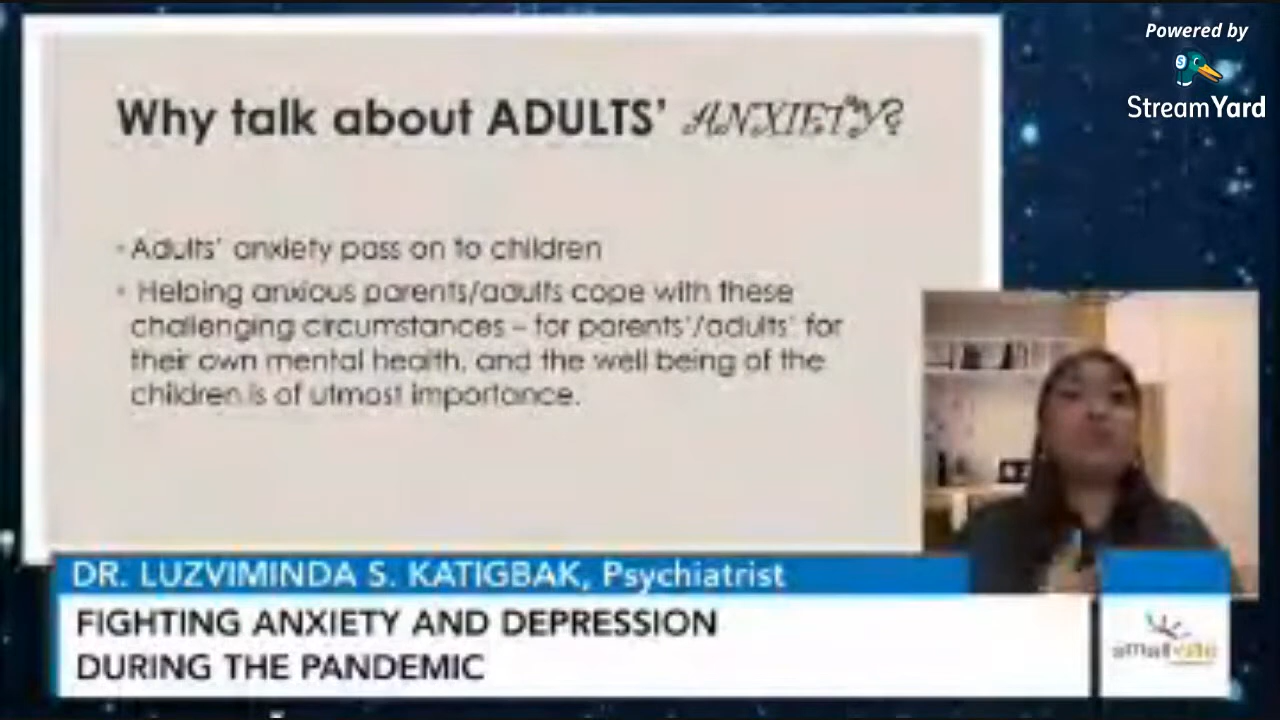 Powered by
StreamYard
Why talk about ADULTS' ANXIETY?
• Adults' anxiety pass on to children
• Helping anxious parents/adults cope with these
challenging circumstances – for parents'/adults' for
their own mental health, and the well being of the
children is of utmost importance.
DR. LUZVIMINDA S. KATIGBAK, Psychiatrist
FIGHTING ANXIETY AND DEPRESSION
DURING THE PANDEMIC
smallville